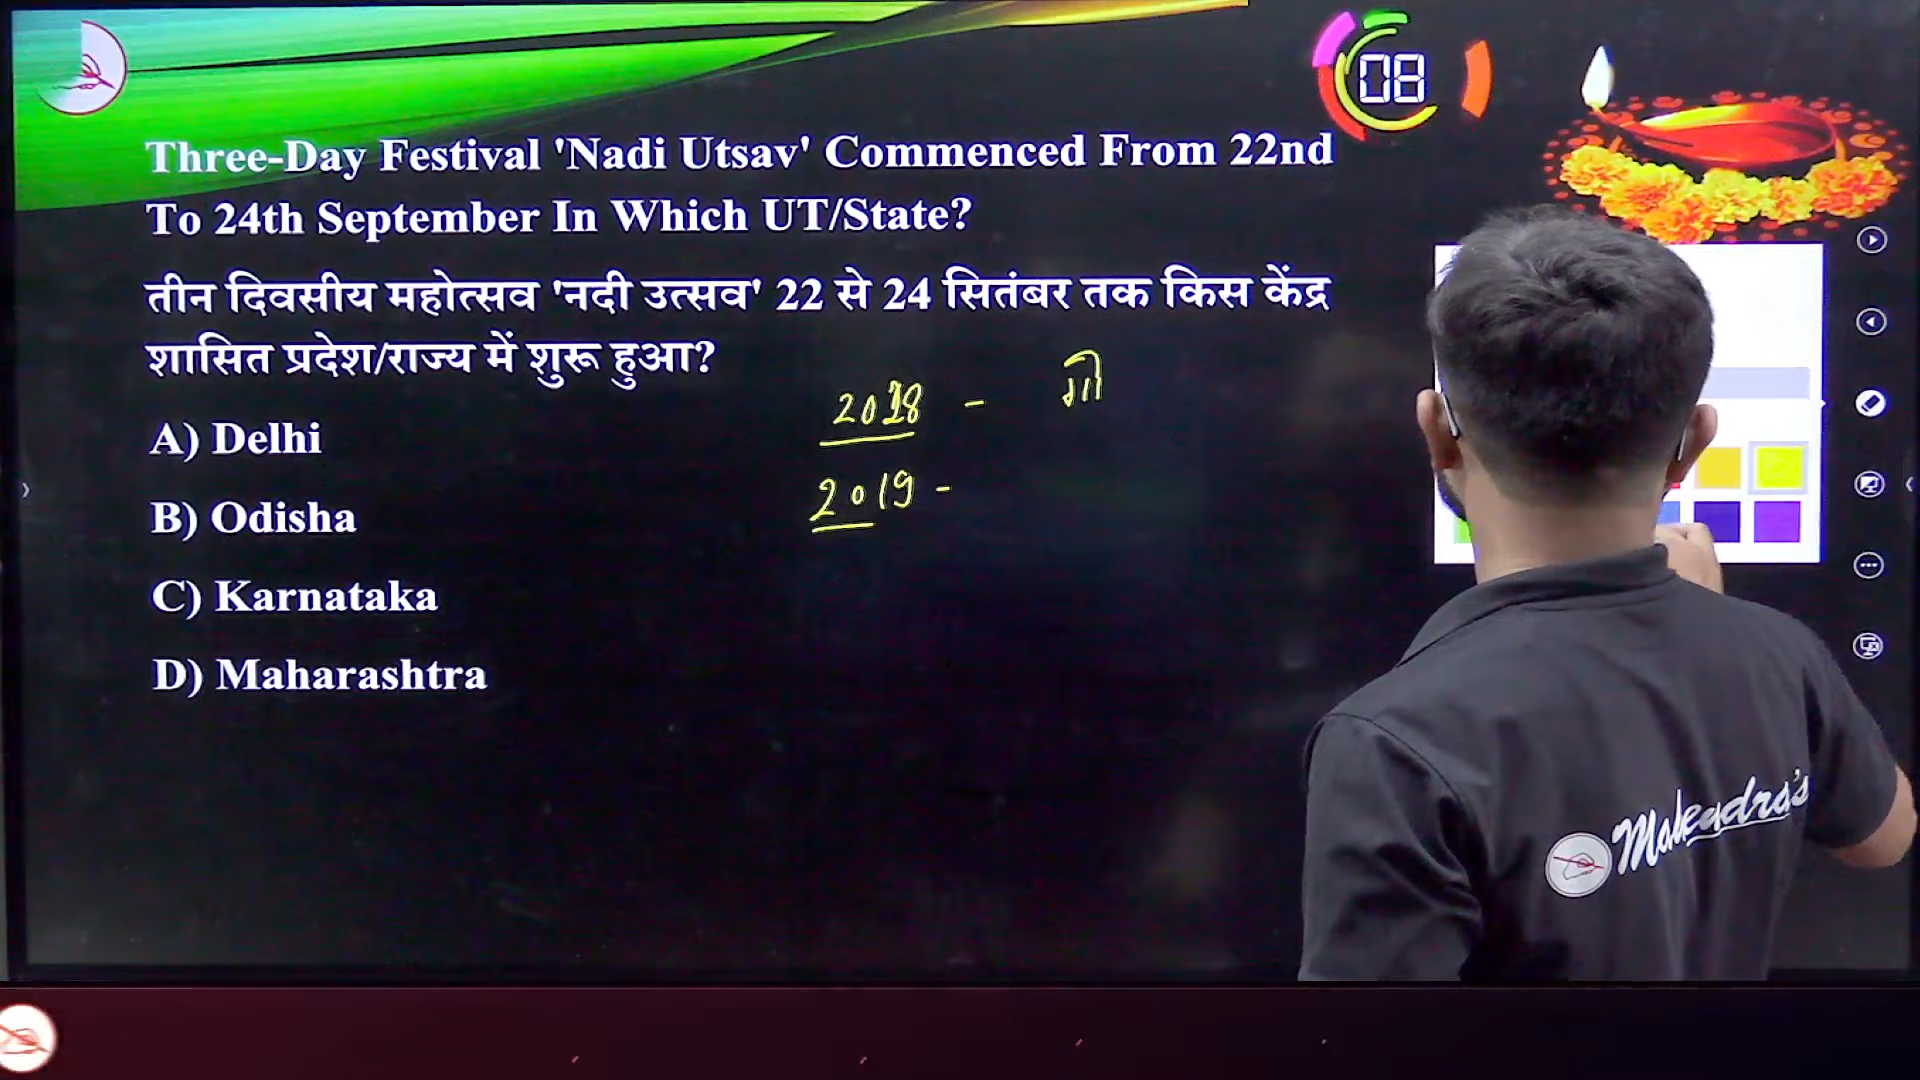 08
Three-Day Festival 'Nadi Utsav' Commenced From 22nd
To 24th September In Which UT/State?
तीन दिवसीय महोत्सव 'नदी उत्सव' 22 से 24 सितंबर तक किस केंद्र
शासित प्रदेश/राज्य में शुरू हुआ?
2018 - गो
A) Delhi
2019 -
B) Odisha
C) Karnataka
D) Maharashtra
Mahendra's